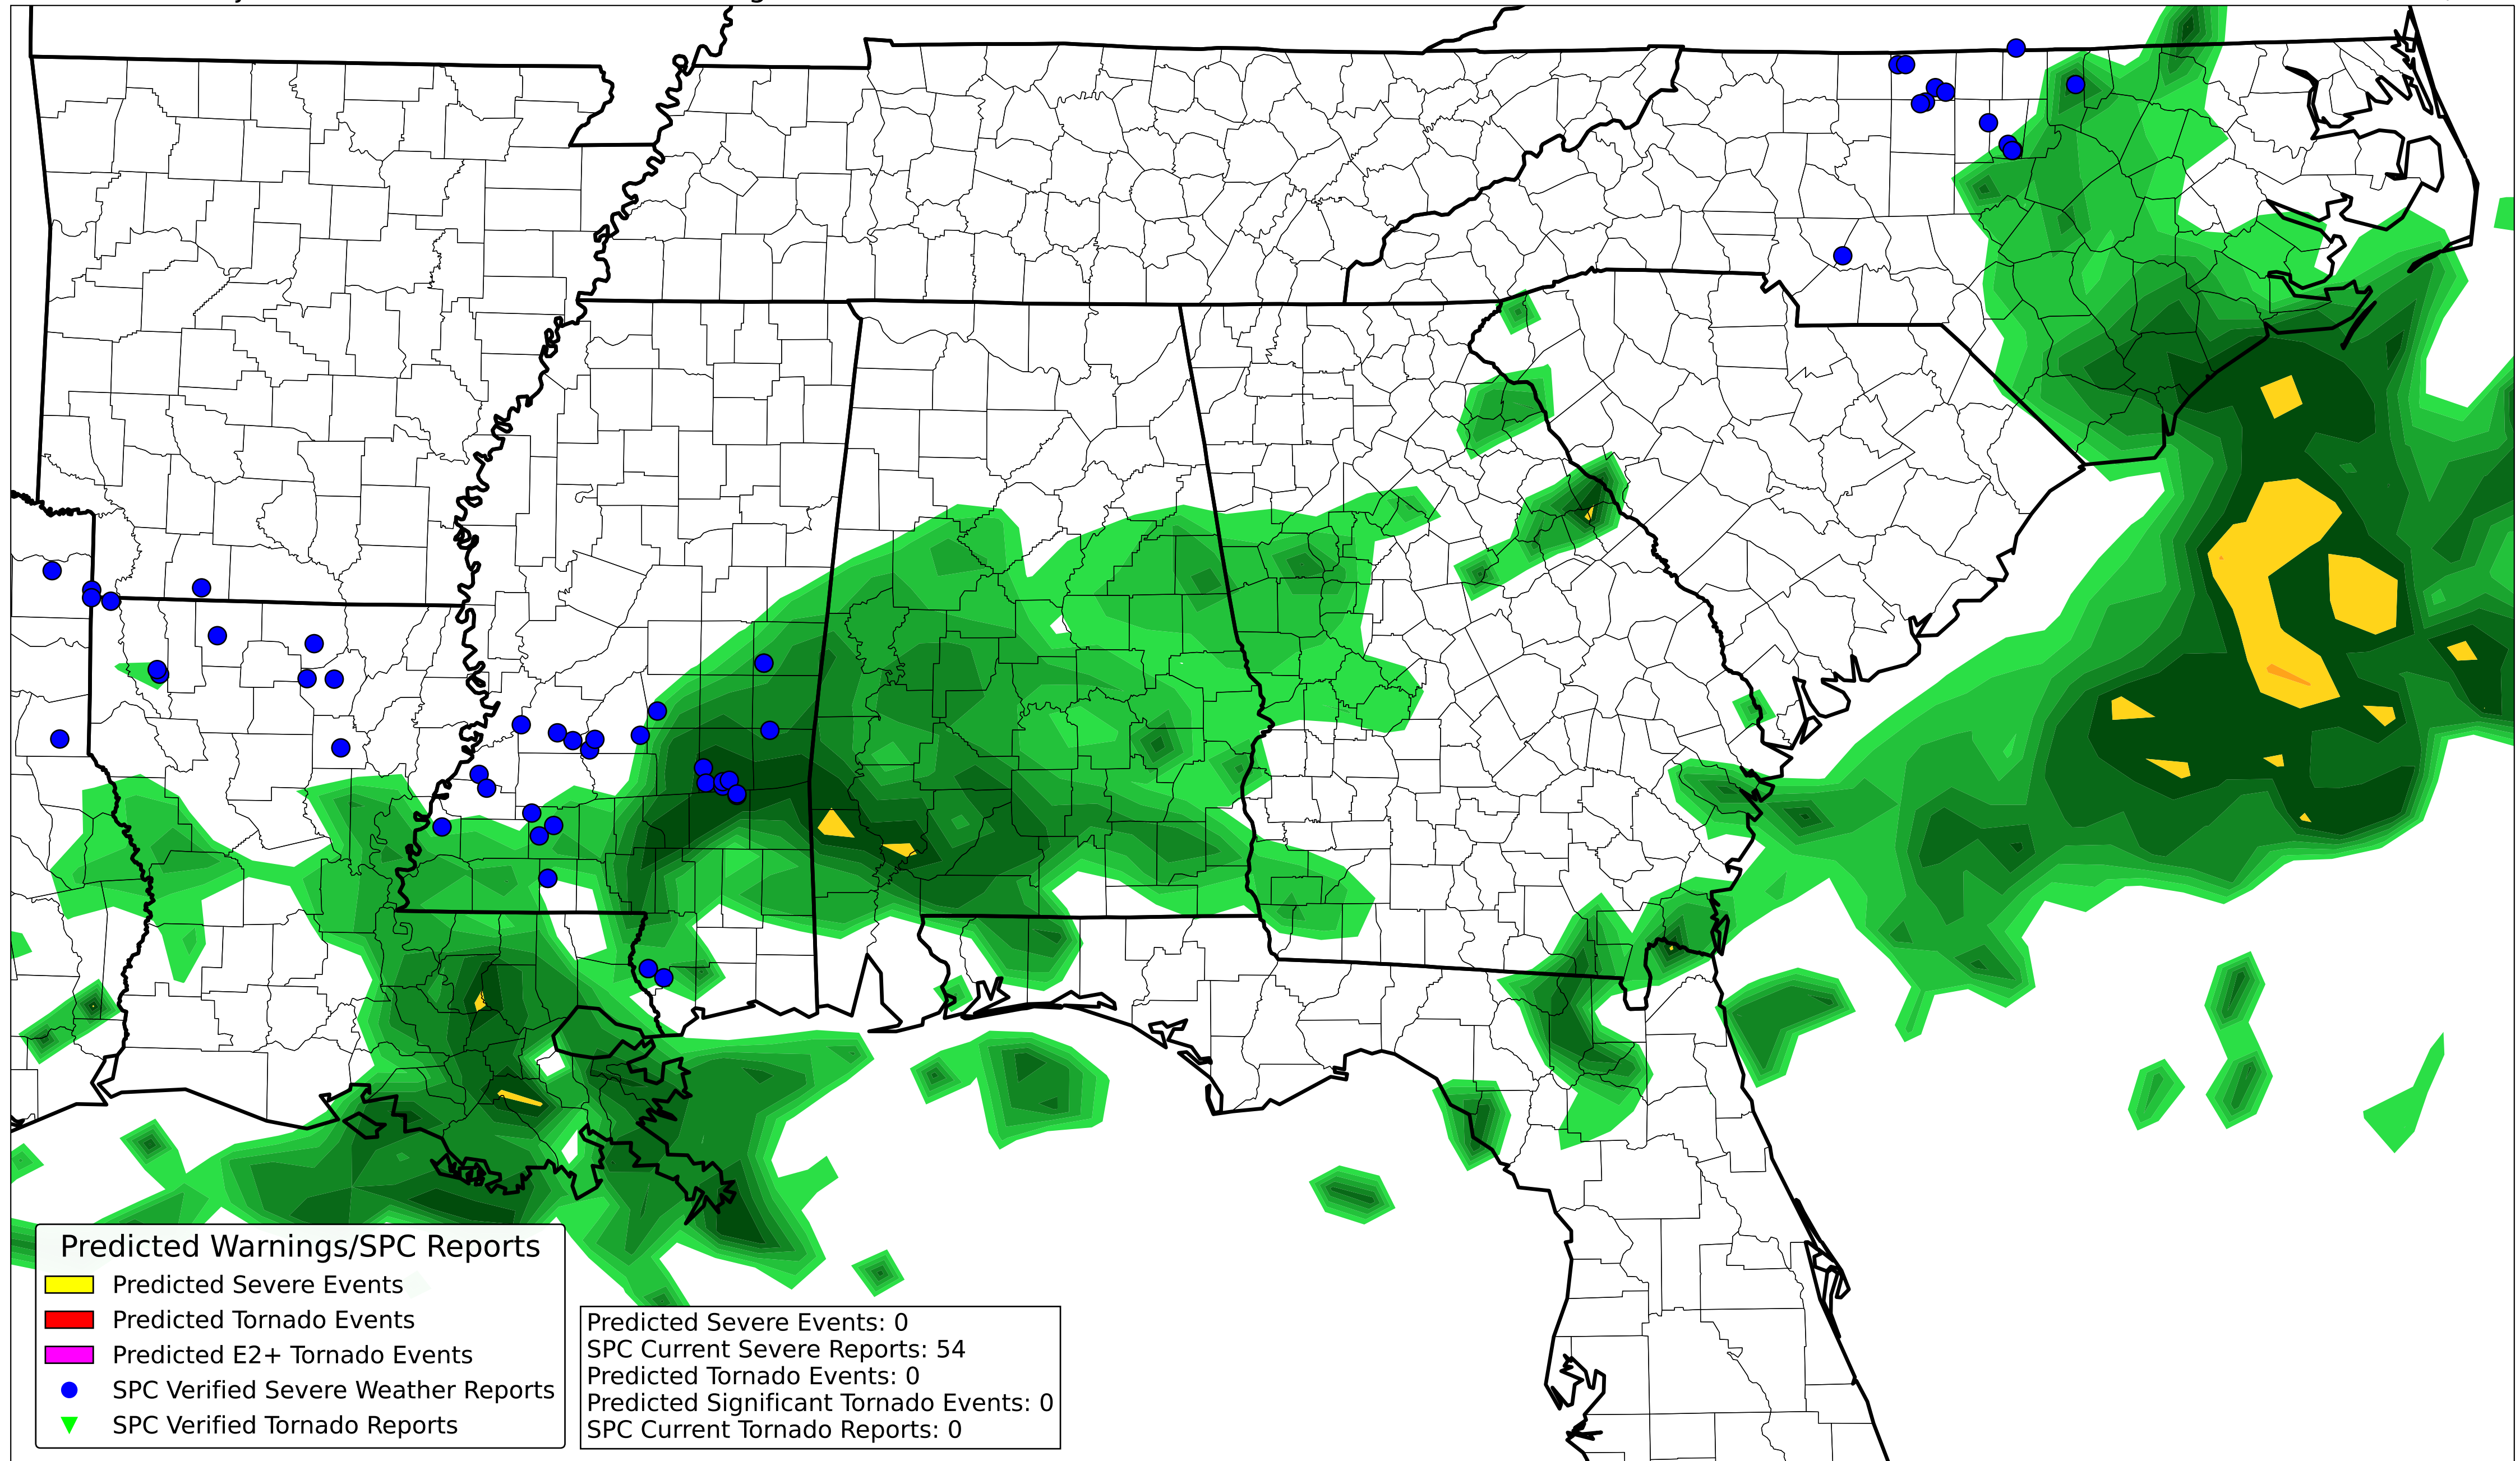 Predicted Warnings/SPC Reports
Predicted Severe Events
Predicted Tornado Events
Predicted E2+ Tornado Events
SPC Verified Severe Weather Reports
SPC Verified Tornado Reports
Predicted Severe Events: 0
SPC Current Severe Reports: 54
Predicted Tornado Events: 0
Predicted Significant Tornado Events: 0
SPC Current Tornado Reports: 0